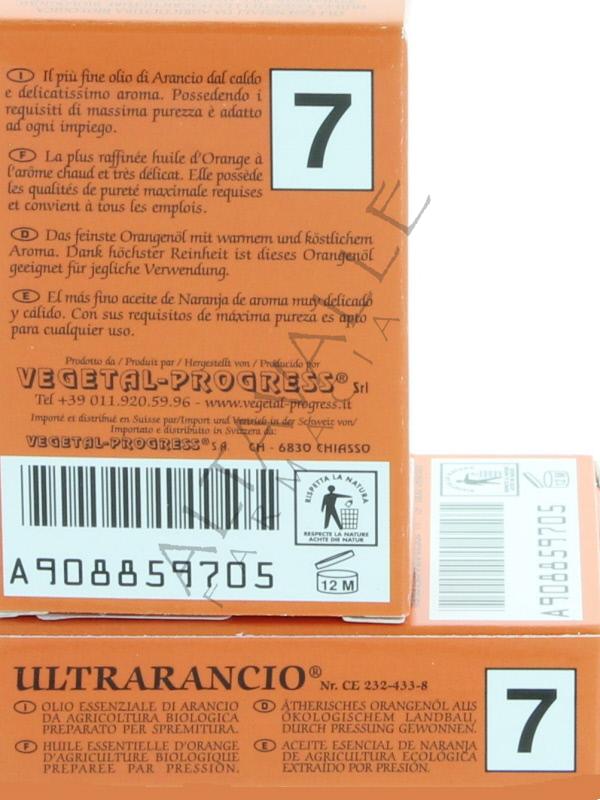 I Il più fine olio di Arancio dal caldo
e delicatissimo aroma. Possedendo i
requisiti di massima purezza è adatto
ad ogni impiego.
7
F La plus raffinée huile d'Orange à
l'arôme chaud et très délicat. Elle possède
les qualités de pureté maximale requises
et convient à tous les emplois.
D Das feinste Orangenöl mit warmem und köstlichem
Aroma. Dank höchster Reinheit ist dieses Orangenöl
geeignet für jegliche Verwendung.
E El más fino aceite de Naranja de aroma muy delicado
y cálido. Con sus requisitos de máxima pureza es apto
para cualquier uso.
Prodotto da / Produit par / Hergestellt von / Producido por
VEGETAL-PROGRESS® Srl
Tel +39 011.920.59.96 - www.vegetal-progress.it
Importé et distribué en Suisse par/Import und Vertrieb in der Schweiz von/
Importato e distribuito in Svizzera da:
VEGETAL-PROGRESS® S.A. CH - 6830 CHIASSO
RISPETTA LA NATURA
RESPECTE LA NATURE
ACHTE DIE NATUR
A908859705
12 M
ALTAVALLE
FARMACIALE
12 M
A908859705
ULTRARANCIO® Nr. CE 232-433-8
I OLIO ESSENZIALE DI ARANCIO
DA AGRICOLTURA BIOLOGICA
PREPARATO PER SPREMITURA.
F HUILE ESSENTIELLE D'ORANGE
D'AGRICULTURE BIOLOGIQUE
PREPAREE PAR PRESSION.
D ÄTHERISCHES ORANGENÖL AUS
ÖKOLOGISCHEM LANDBAU,
DURCH PRESSUNG GEWONNEN.
E ACEITE ESENCIAL DE NARANJA
DE AGRICULTURA ECOLÓGICA
EXTRAÍDO POR PRESIÓN.
7